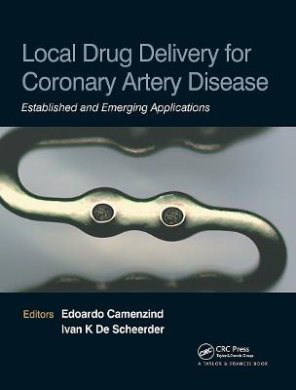 Local Drug Delivery for
Coronary Artery Disease
Established and Emerging Applications
Editors Edoardo Camenzind
Ivan K De Scheerder
CRC Press
Taylor & Francis Group
A TAYLOR & FRANCIS BOOK